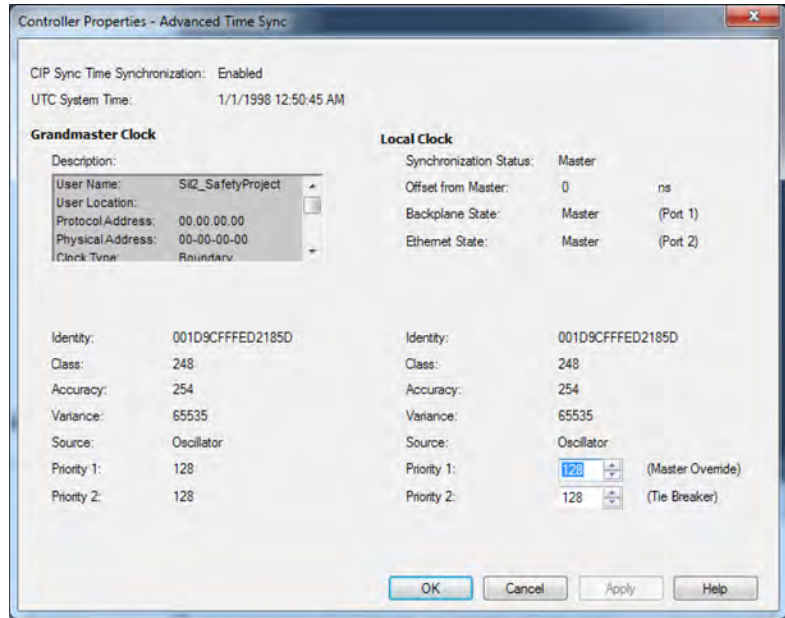 Controller Properties - Advanced Time Sync
CIP Sync Time Synchronization: Enabled
UTC System Time: 1/1/1998 12:50:45 AM
Grandmaster Clock
Description:
User Name: Sil2_SafetyProject
User Location:
Protocol Address: 00.00.00.00
Physical Address: 00-00-00-00
Clock Type: Boundary
Local Clock
Synchronization Status: Master
Offset from Master: 0 ns
Backplane State: Master (Port 1)
Ethernet State: Master (Port 2)
Identity: 001D9CFFFED2185D
Class: 248
Accuracy: 254
Variance: 65535
Source: Oscillator
Priority 1: 128
Priority 2: 128
Identity: 001D9CFFFED2185D
Class: 248
Accuracy: 254
Variance: 65535
Source: Oscillator
Priority 1: 128 (Master Override)
Priority 2: 128 (Tie Breaker)
OK Cancel Apply Help